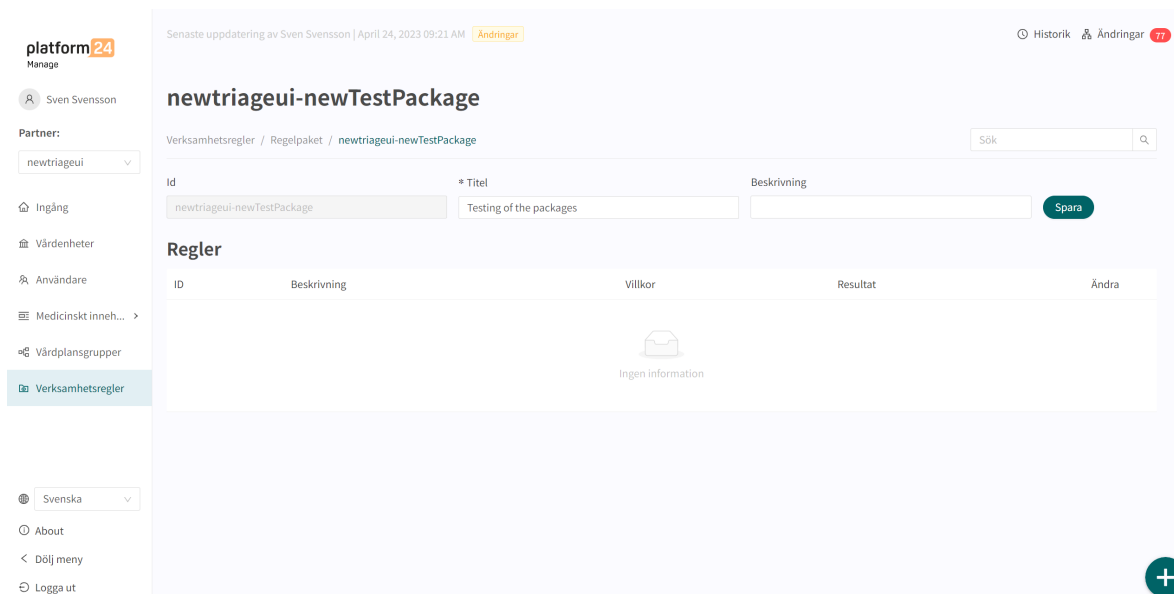 platform24
Manage
Sven Svensson
Partner:
newtriageui
Ingång
Vårdenheter
Användare
Medicinskt inneh...
Vårdplansgrupper
Verksamhetsregler
Svenska
About
Dölj meny
Logga ut
Senaste uppdatering av Sven Svensson | April 24, 2023 09:21 AM Ändringar
Historik Ändringar 77
newtriageui-newTestPackage
Verksamhetsregler / Regelpaket / newtriageui-newTestPackage
Sök
Id * Titel Beskrivning
newtriageui-newTestPackage Testing of the packages Spara
Regler
ID Beskrivning Villkor Resultat Ändra
Ingen information